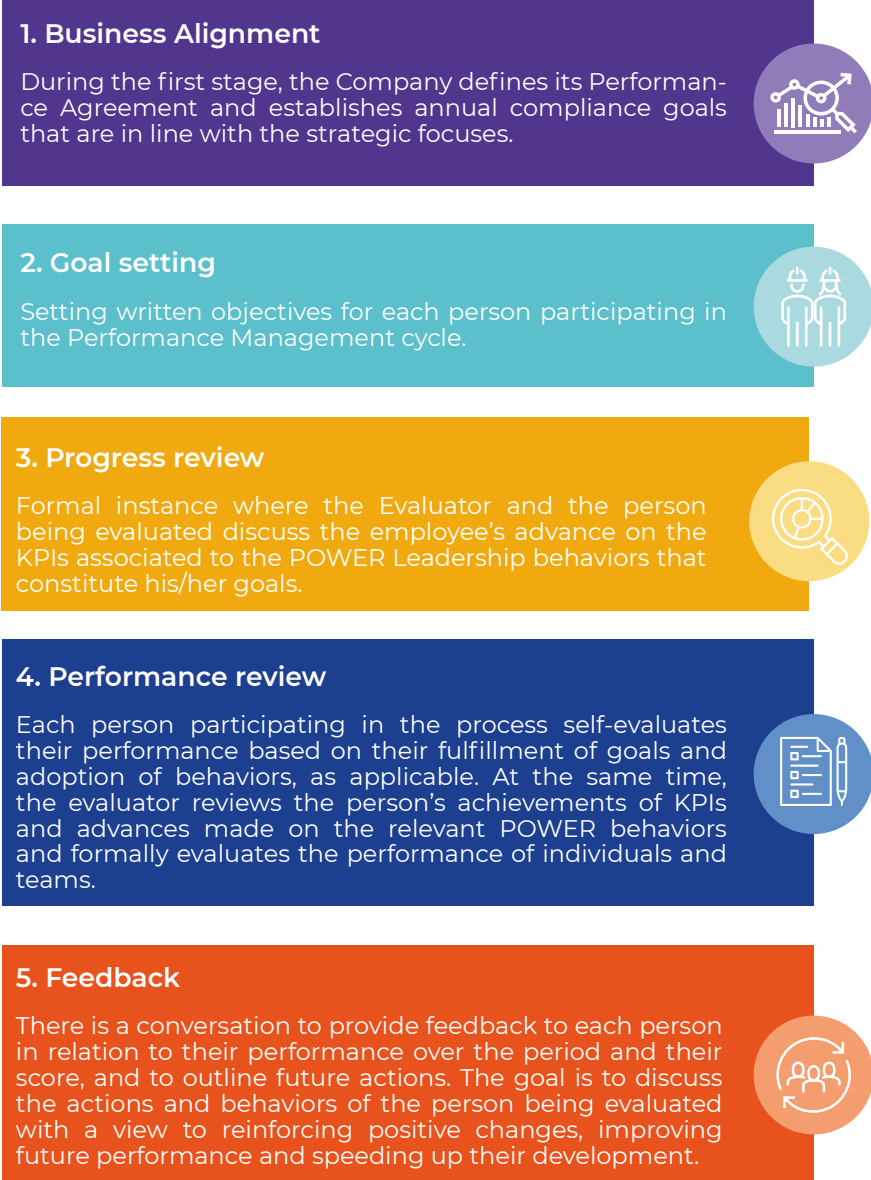 1. Business Alignment
During the first stage, the Company defines its Performan-
ce Agreement and establishes annual compliance goals
that are in line with the strategic focuses.
2. Goal setting
Setting written objectives for each person participating in
the Performance Management cycle.
3. Progress review
Formal instance where the Evaluator and the person
being evaluated discuss the employee’s advance on the
KPIs associated to the POWER Leadership behaviors that
constitute his/her goals.
4. Performance review
Each person participating in the process self-evaluates
their performance based on their fulfillment of goals and
adoption of behaviors, as applicable. At the same time,
the evaluator reviews the person’s achievements of KPIs
and advances made on the relevant POWER behaviors
and formally evaluates the performance of individuals and
teams.
5. Feedback
There is a conversation to provide feedback to each person
in relation to their performance over the period and their
score, and to outline future actions. The goal is to discuss
the actions and behaviors of the person being evaluated
with a view to reinforcing positive changes, improving
future performance and speeding up their development.